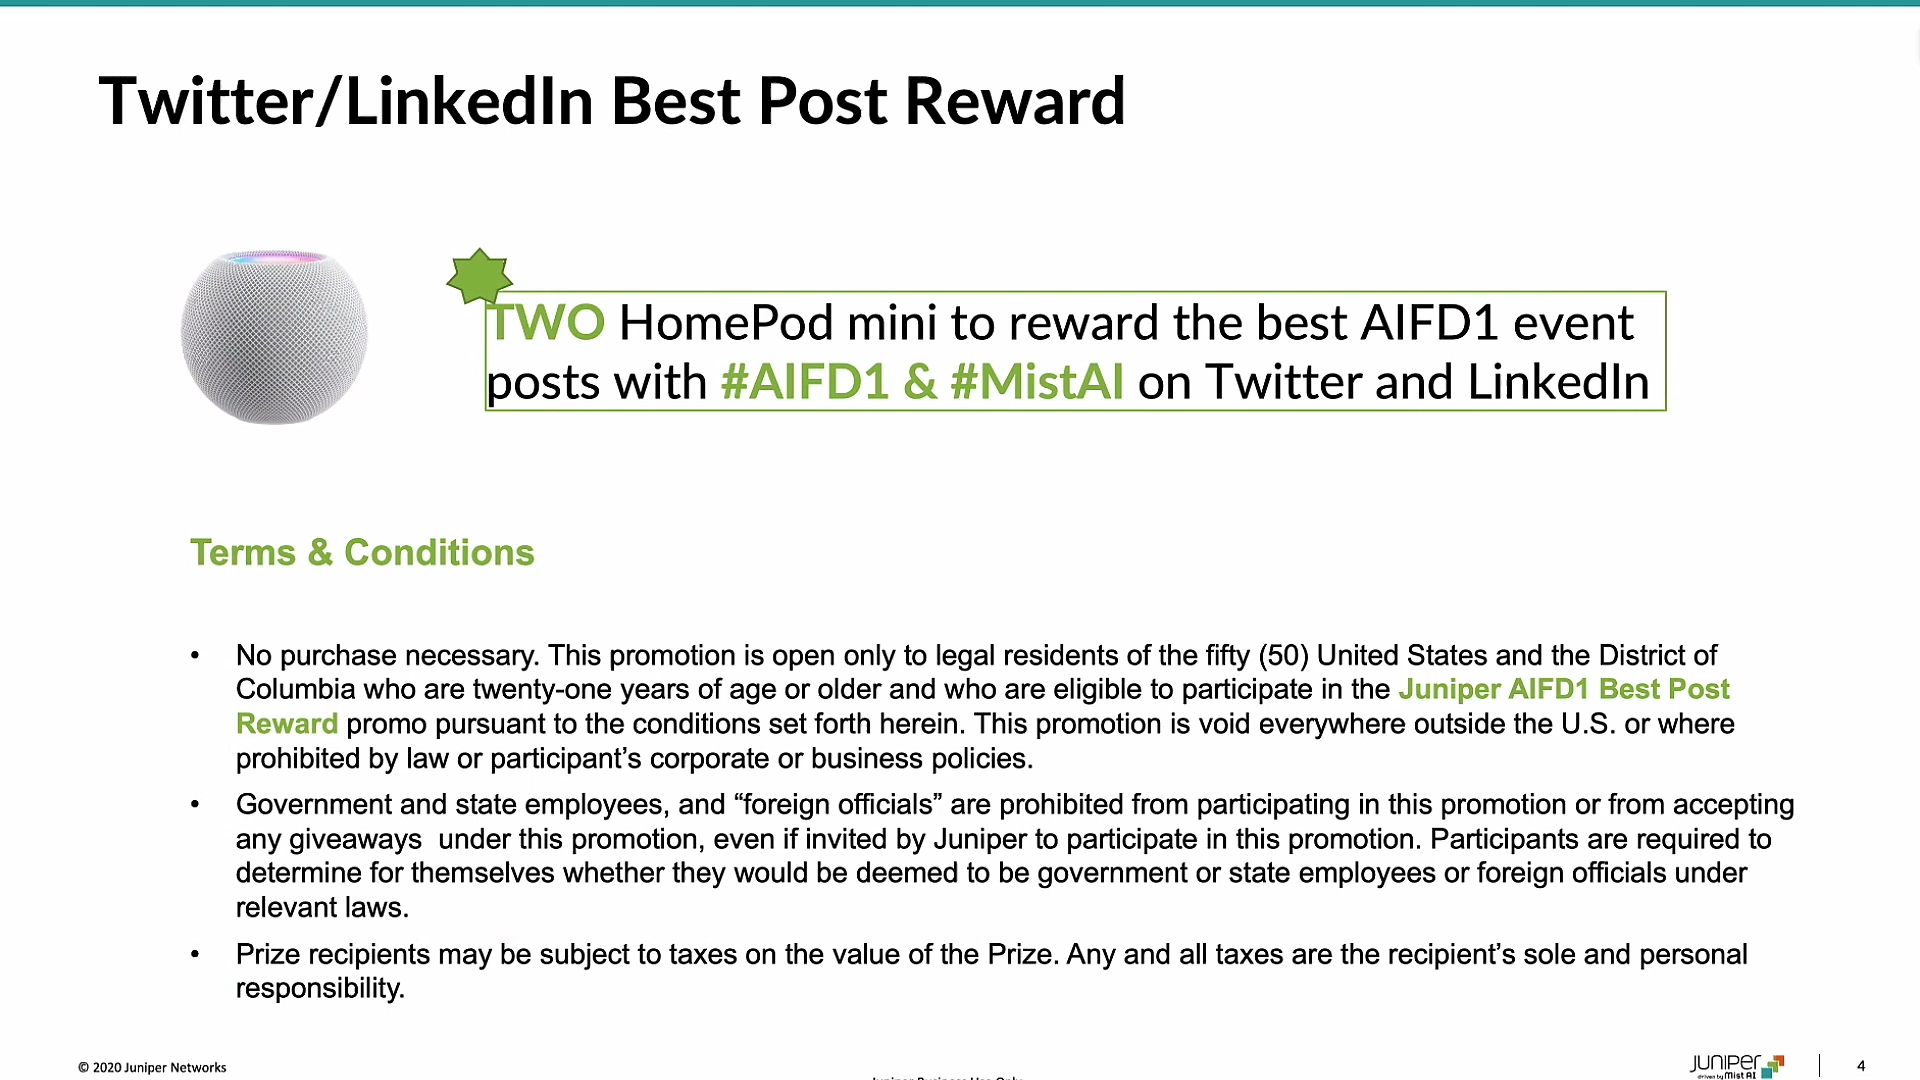 Twitter/LinkedIn Best Post Reward
TWO HomePod mini to reward the best AIFD1 event
posts with #AIFD1 & #MistAI on Twitter and LinkedIn
Terms & Conditions
• No purchase necessary. This promotion is open only to legal residents of the fifty (50) United States and the District of
Columbia who are twenty-one years of age or older and who are eligible to participate in the Juniper AIFD1 Best Post
Reward promo pursuant to the conditions set forth herein. This promotion is void everywhere outside the U.S. or where
prohibited by law or participant’s corporate or business policies.
• Government and state employees, and “foreign officials” are prohibited from participating in this promotion or from accepting
any giveaways  under this promotion, even if invited by Juniper to participate in this promotion. Participants are required to
determine for themselves whether they would be deemed to be government or state employees or foreign officials under
relevant laws.
• Prize recipients may be subject to taxes on the value of the Prize. Any and all taxes are the recipient’s sole and personal
responsibility.
© 2020 Juniper Networks
Juniper Business Use Only
JUNIPER
driven by Mist AI
4